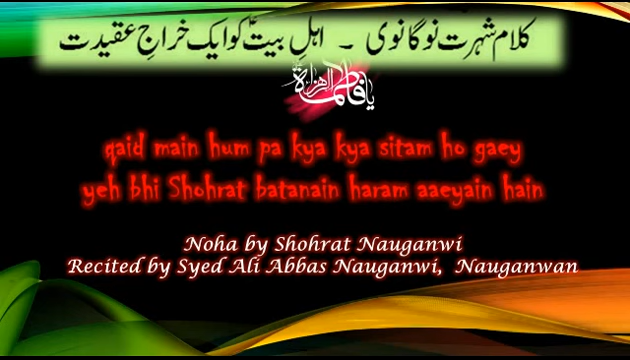 کلام شہرت نوگانوی ۔ اہلِ بیتؑ کو ایک خراجِ عقیدت
یا فاطمۃ الزہراء
qaid main hum pa kya kya sitam ho gaey
yeh bhi Shohrat batanain haram aaeyain hain
Noha by Shohrat Nauganwi
Recited by Syed Ali Abbas Nauganwi, Nauganwan